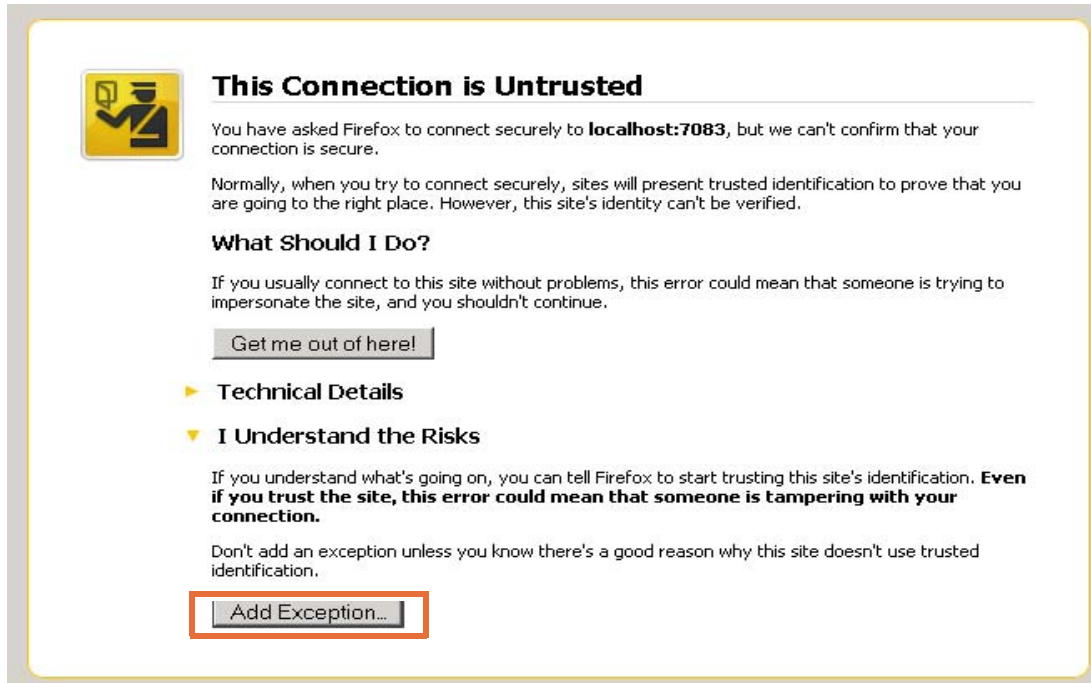 This Connection is Untrusted
You have asked Firefox to connect securely to localhost:7083, but we can't confirm that your
connection is secure.
Normally, when you try to connect securely, sites will present trusted identification to prove that you
are going to the right place. However, this site's identity can't be verified.
What Should I Do?
If you usually connect to this site without problems, this error could mean that someone is trying to
impersonate the site, and you shouldn't continue.
Get me out of here!
Technical Details
I Understand the Risks
If you understand what's going on, you can tell Firefox to start trusting this site's identification. Even
if you trust the site, this error could mean that someone is tampering with your
connection.
Don't add an exception unless you know there's a good reason why this site doesn't use trusted
identification.
Add Exception...